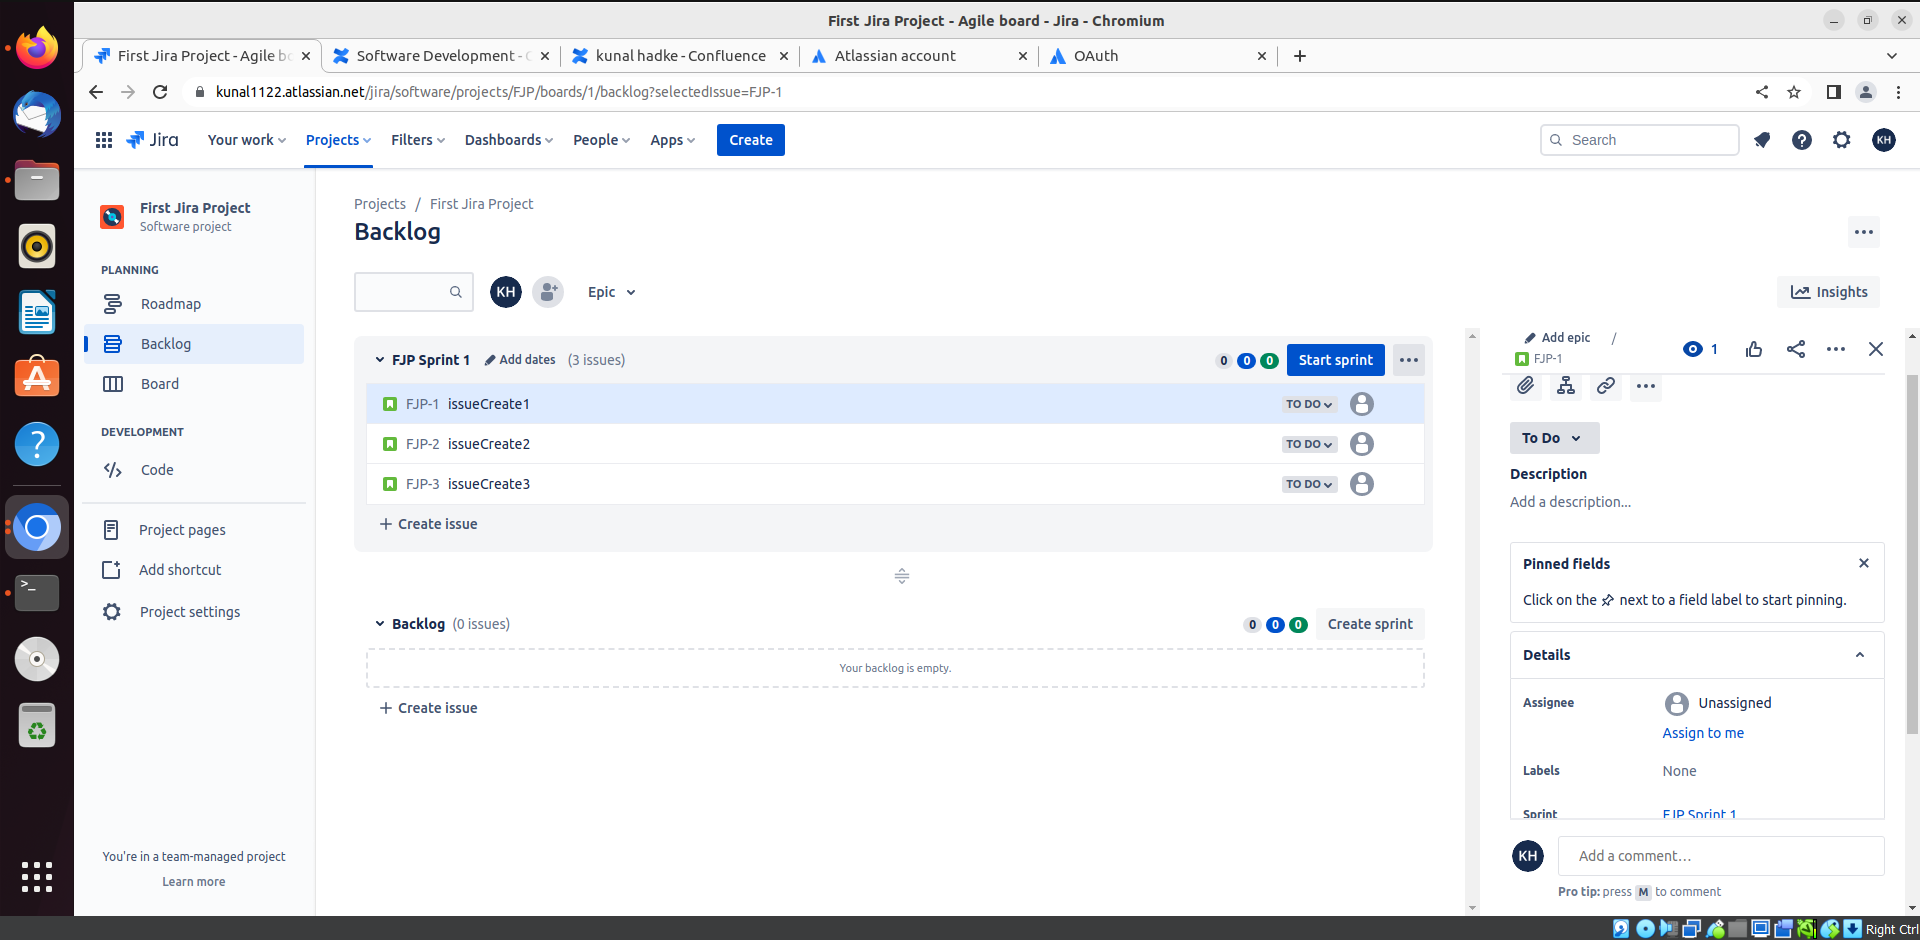 First Jira Project - Agile board - Jira - Chromium
First Jira Project - Agile bo
Software Development - C
kunal hadke - Confluence
Atlassian account
OAuth
kunal1122.atlassian.net/jira/software/projects/FJP/boards/1/backlog?selectedIssue=FJP-1
Jira
Your work
Projects
Filters
Dashboards
People
Apps
Create
Search
KH
First Jira Project
Software project
PLANNING
Roadmap
Backlog
Board
DEVELOPMENT
Code
Project pages
Add shortcut
Project settings
You're in a team-managed project
Learn more
Projects / First Jira Project
Backlog
KH
Epic
Insights
FJP Sprint 1 Add dates (3 issues)
0 0 0 Start sprint
FJP-1 issueCreate1 TO DO
FJP-2 issueCreate2 TO DO
FJP-3 issueCreate3 TO DO
+ Create issue
Backlog (0 issues)
0 0 0 Create sprint
Your backlog is empty.
+ Create issue
Add epic /
FJP-1
1
To Do
Description
Add a description...
Pinned fields
Click on the next to a field label to start pinning.
Details
Assignee Unassigned
Assign to me
Labels None
Sprint FJP Sprint 1
KH
Add a comment…
Pro tip: press M to comment
Right Ctrl